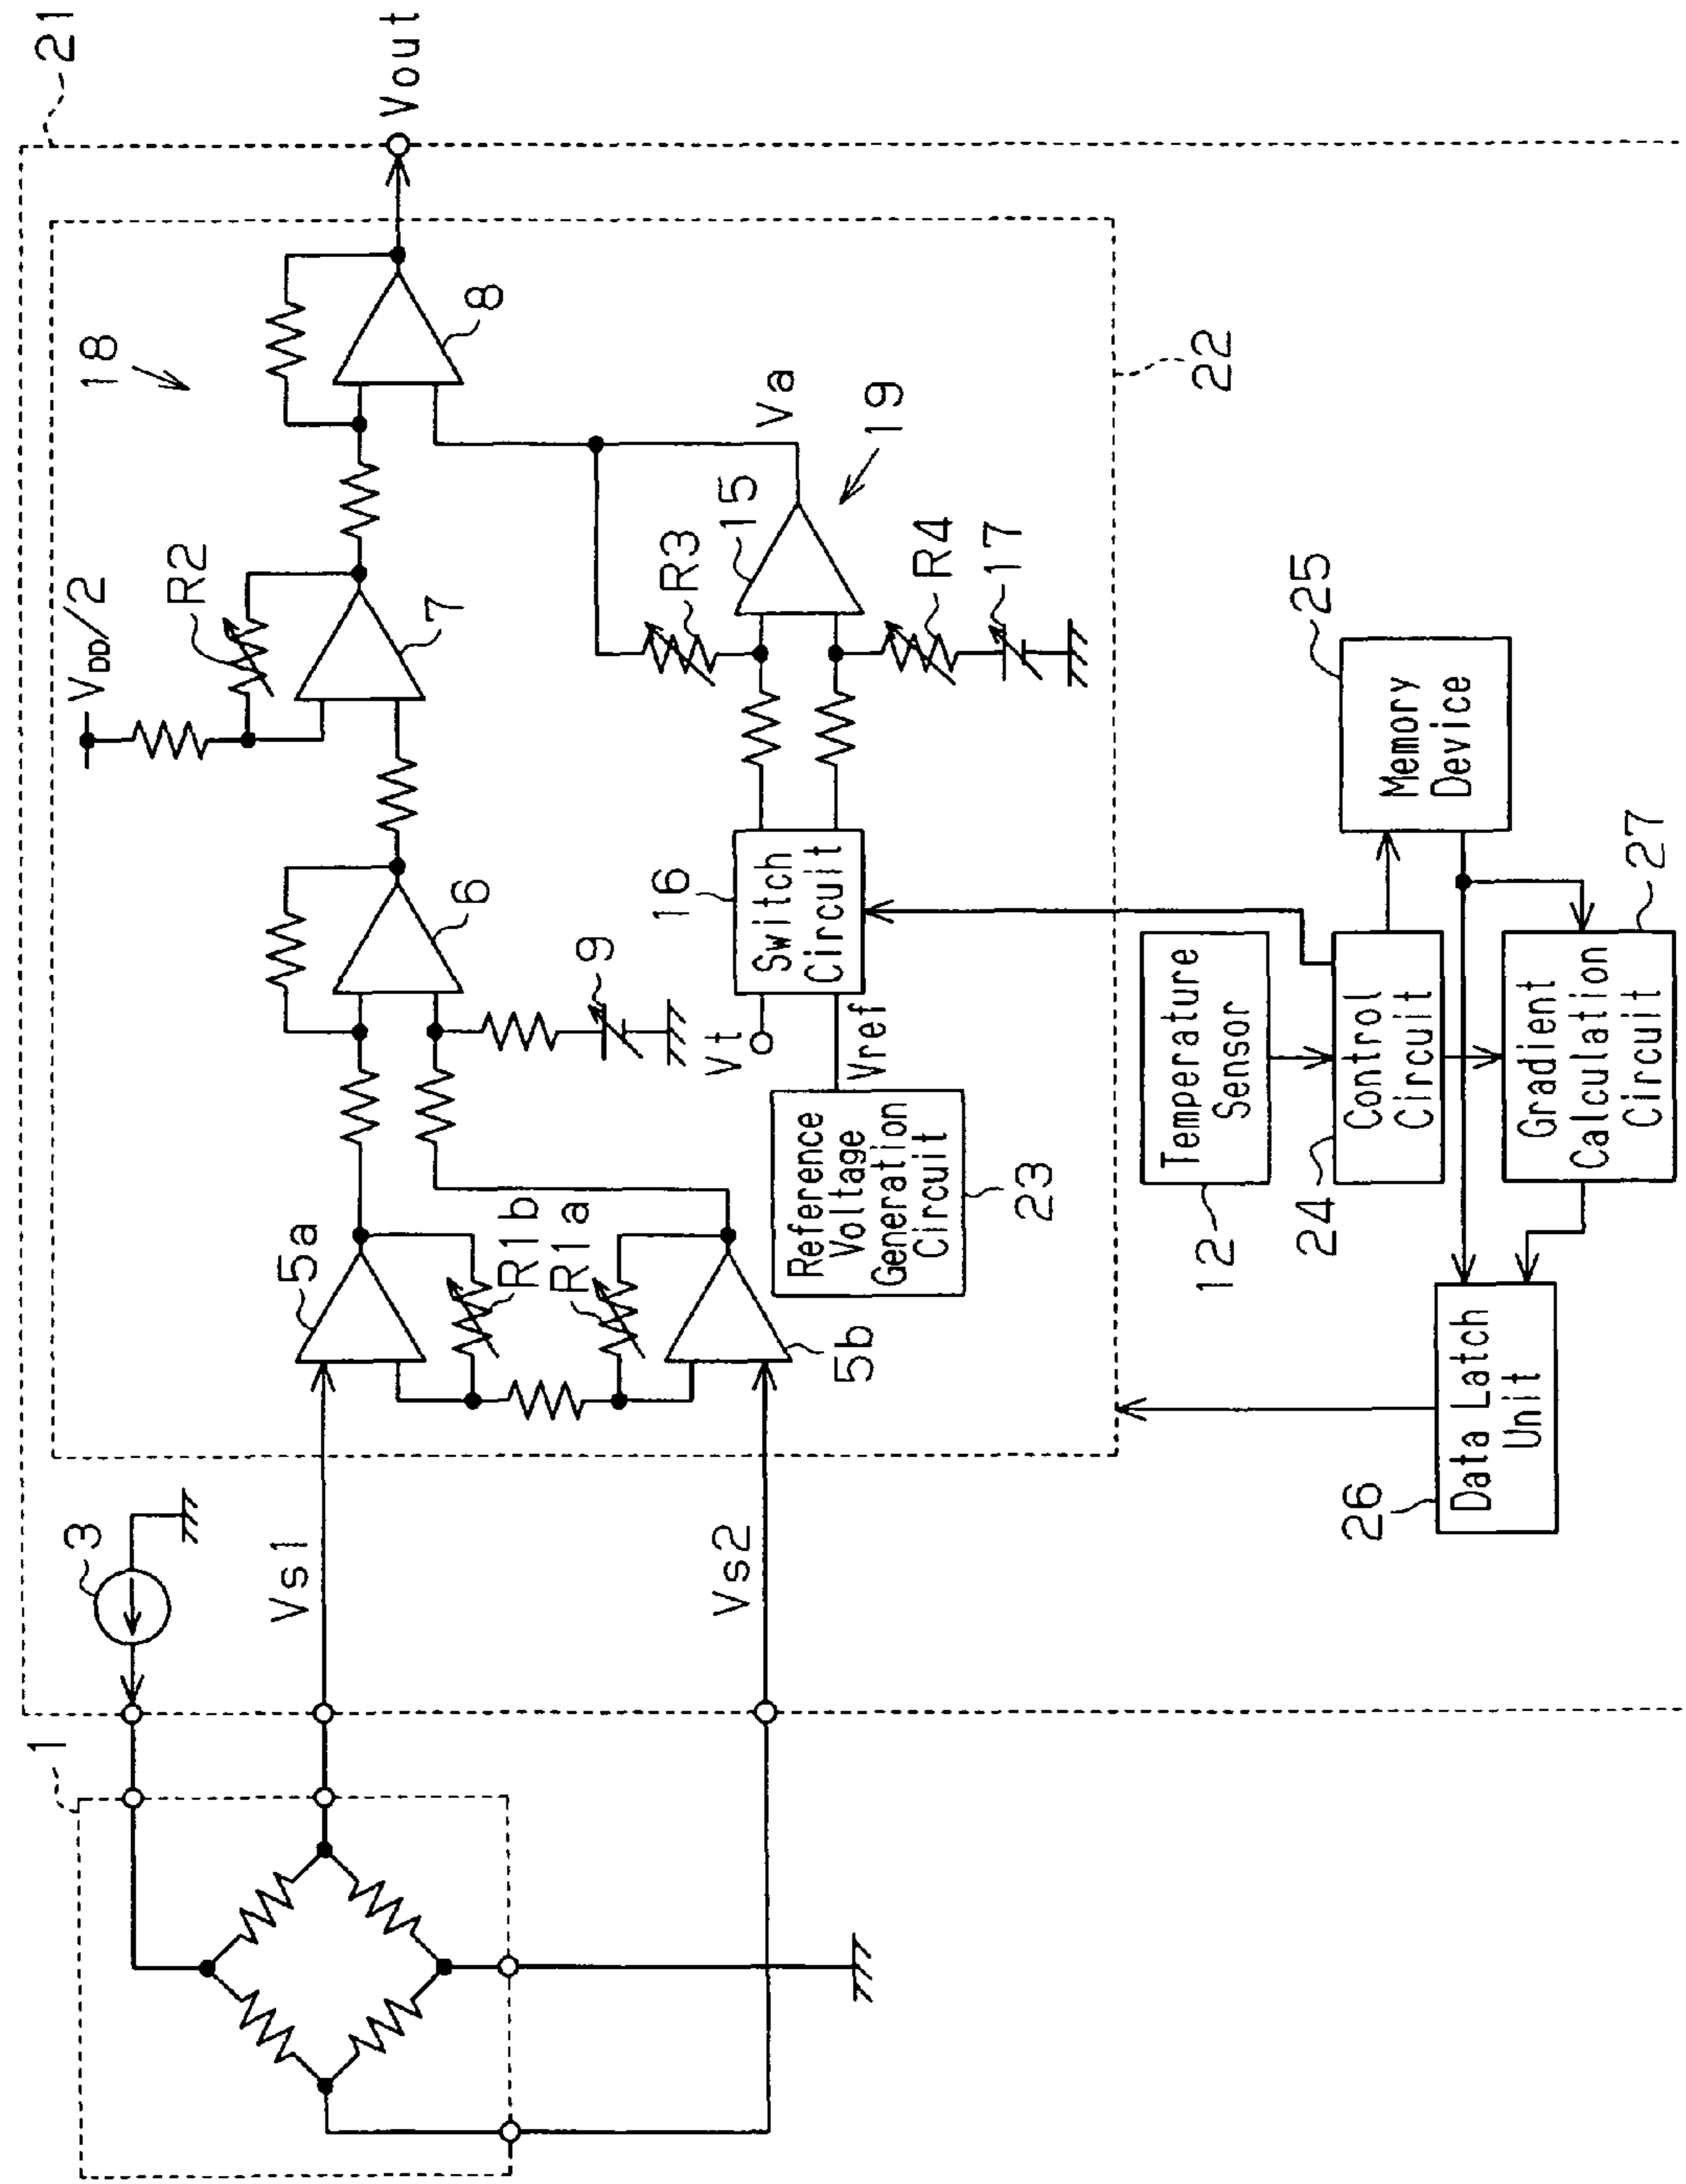 1
3
21
Vs1
Vs2
5a
5b
R1b
R1a
6
9
VDD/2
R2
7
18
8
Vout
Vt
Vref
Reference
Voltage
Generation
Circuit
23
16
Switch
Circuit
R3
15
Va
19
R4
17
22
12
Temperature
Sensor
24
Control
Circuit
25
Memory
Device
26
Data Latch
Unit
Gradient
Calculation
Circuit
27